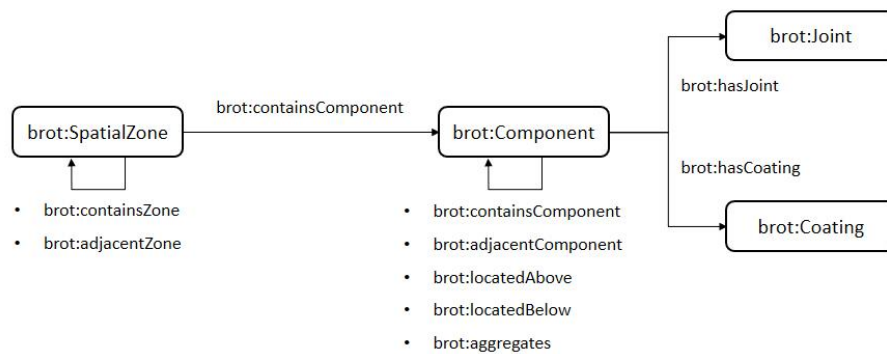 brot:Joint
brot:hasJoint
brot:containsComponent
brot:SpatialZone
brot:Component
brot:hasCoating
• brot:containsZone
• brot:adjacentZone
• brot:containsComponent
• brot:adjacentComponent
• brot:locatedAbove
• brot:locatedBelow
• brot:aggregates
brot:Coating